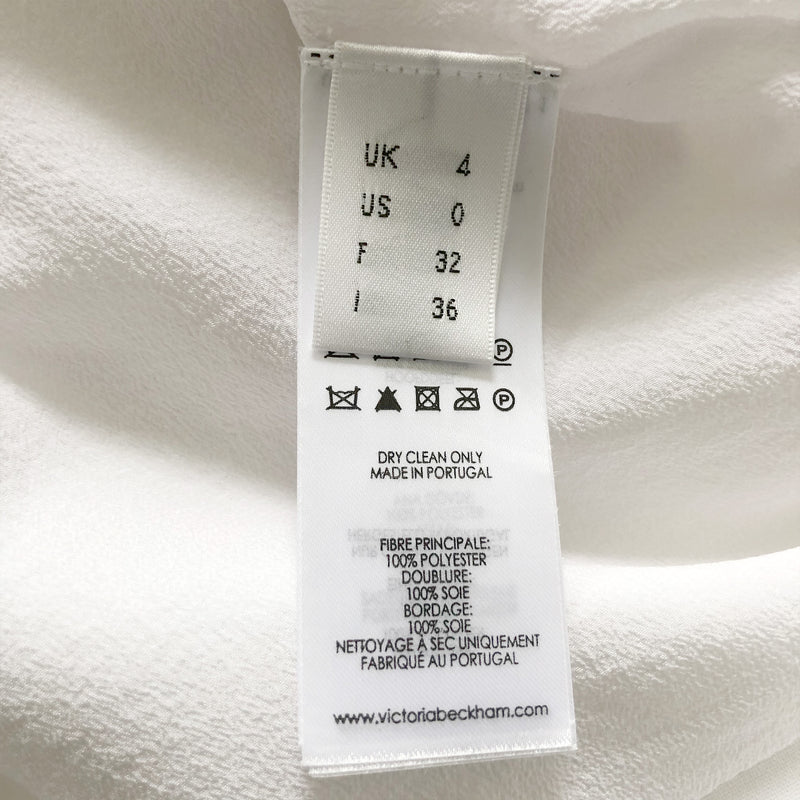 UK 4
US 0
F 32
I 36
P
P
DRY CLEAN ONLY
MADE IN PORTUGAL
FIBRE PRINCIPALE:
100% POLYESTER
DOUBLURE:
100% SOIE
BORDAGE:
100% SOIE
NETTOYAGE À SEC UNIQUEMENT
FABRIQUÉ AU PORTUGAL
www.victoriabeckham.com